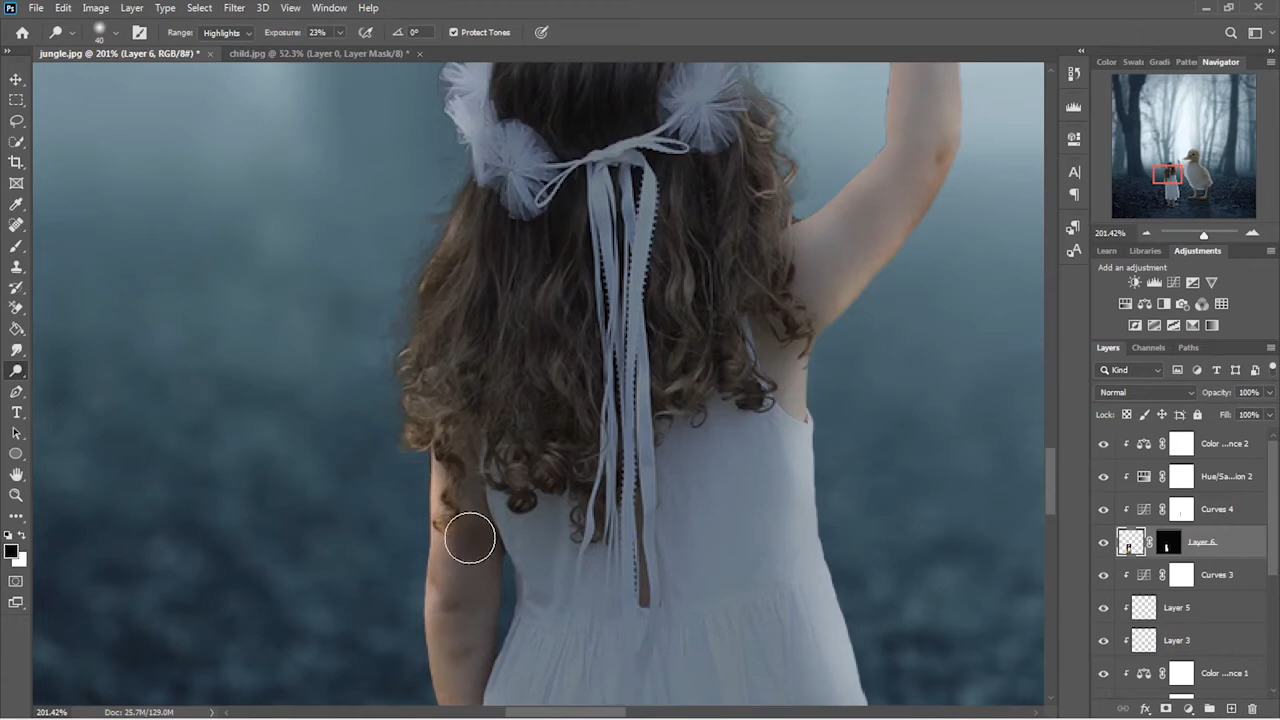 Ps File Edit Image Layer Type Select Filter 3D View Window Help
40 Range: Highlights Exposure: 23% 0° Protect Tones
jungle.jpg @ 201% (Layer 6, RGB/8#) * × child.jpg @ 52.3% (Layer 0, Layer Mask/8) * ×
Color Swatc Gradi Patte Navigator
201.42%
Learn Libraries Adjustments
Add an adjustment
Layers Channels Paths
Kind
Normal Opacity: 100%
Lock: Fill: 100%
Color ...nce 2
Hue/Sa...ion 2
Curves 4
Layer 6
Curves 3
Layer 5
Layer 3
Color ...nce 1
201.42% Doc: 25.7M/129.0M